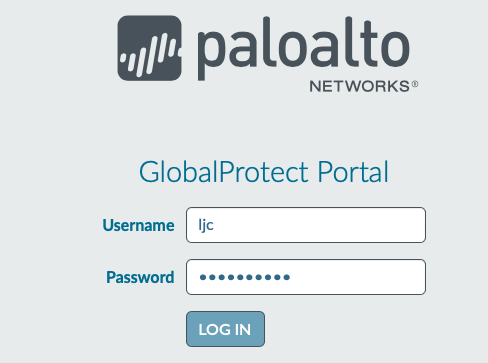 paloalto
NETWORKS®
GlobalProtect Portal
Username ljc
Password ••••••••••
LOG IN